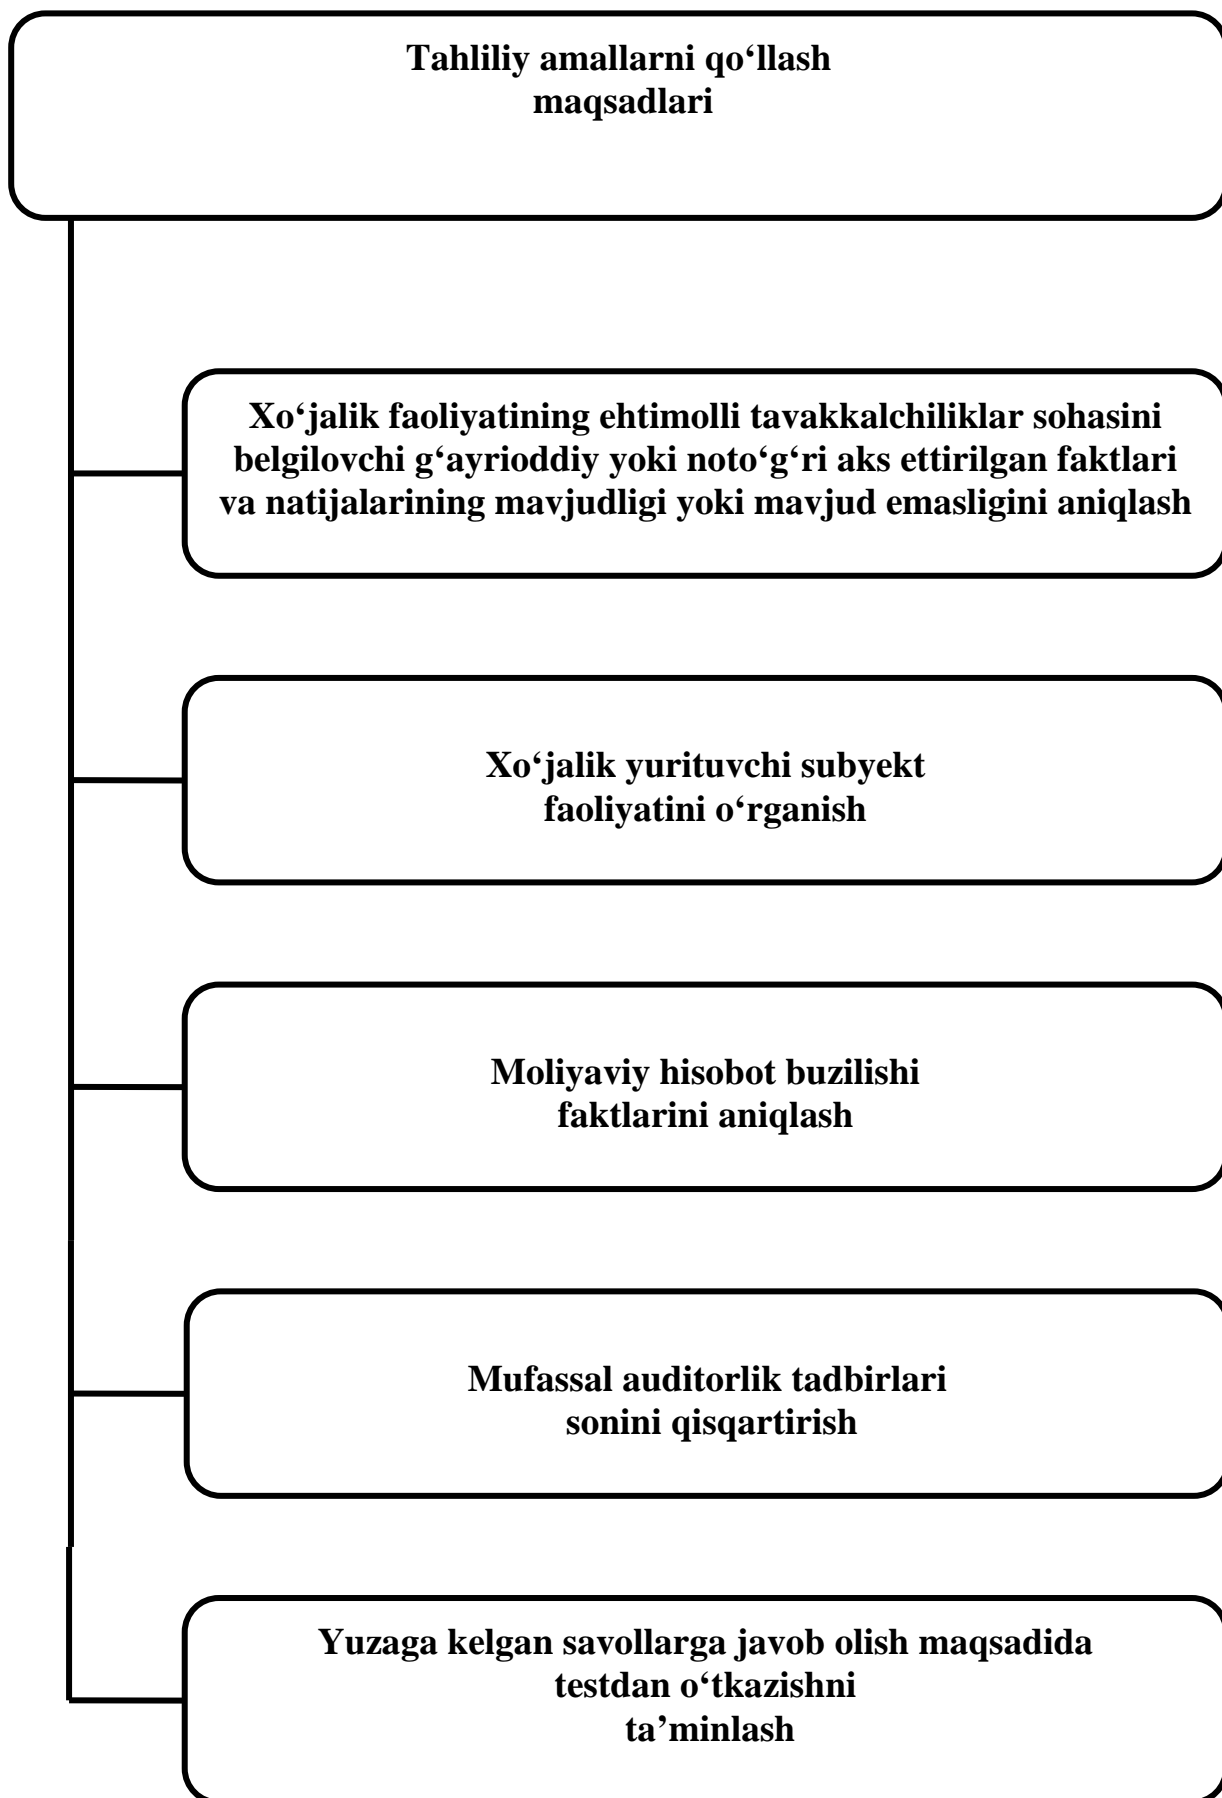 Tahliliy amallarni qo‘llash
maqsadlari
Xo‘jalik faoliyatining ehtimolli tavakkalchiliklar sohasini
belgilovchi g‘ayrioddiy yoki noto‘g‘ri aks ettirilgan faktlari
va natijalarining mavjudligi yoki mavjud emasligini aniqlash
Xo‘jalik yurituvchi subyekt
faoliyatini o‘rganish
Moliyaviy hisobot buzilishi
faktlarini aniqlash
Mufassal auditorlik tadbirlari
sonini qisqartirish
Yuzaga kelgan savollarga javob olish maqsadida
testdan o‘tkazishni
ta’minlash